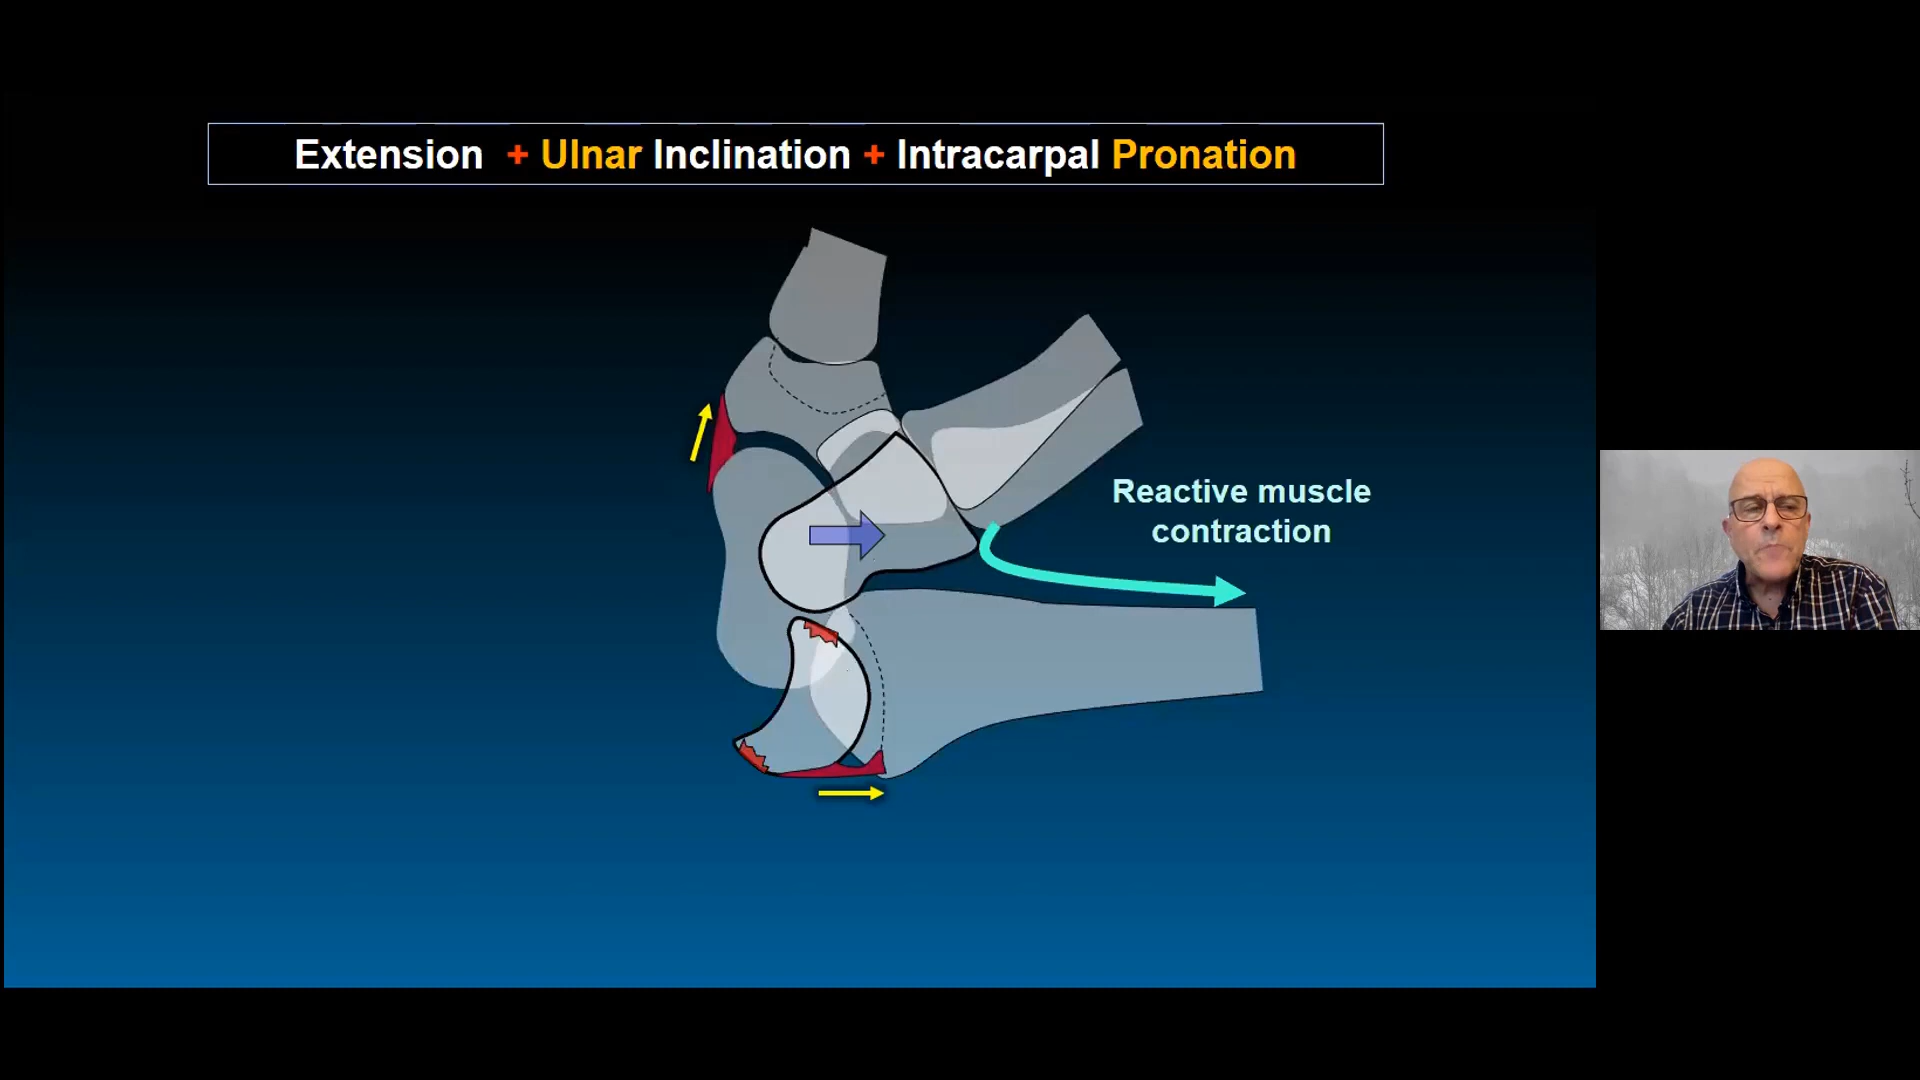 Extension + Ulnar Inclination + Intracarpal Pronation
Reactive muscle
contraction